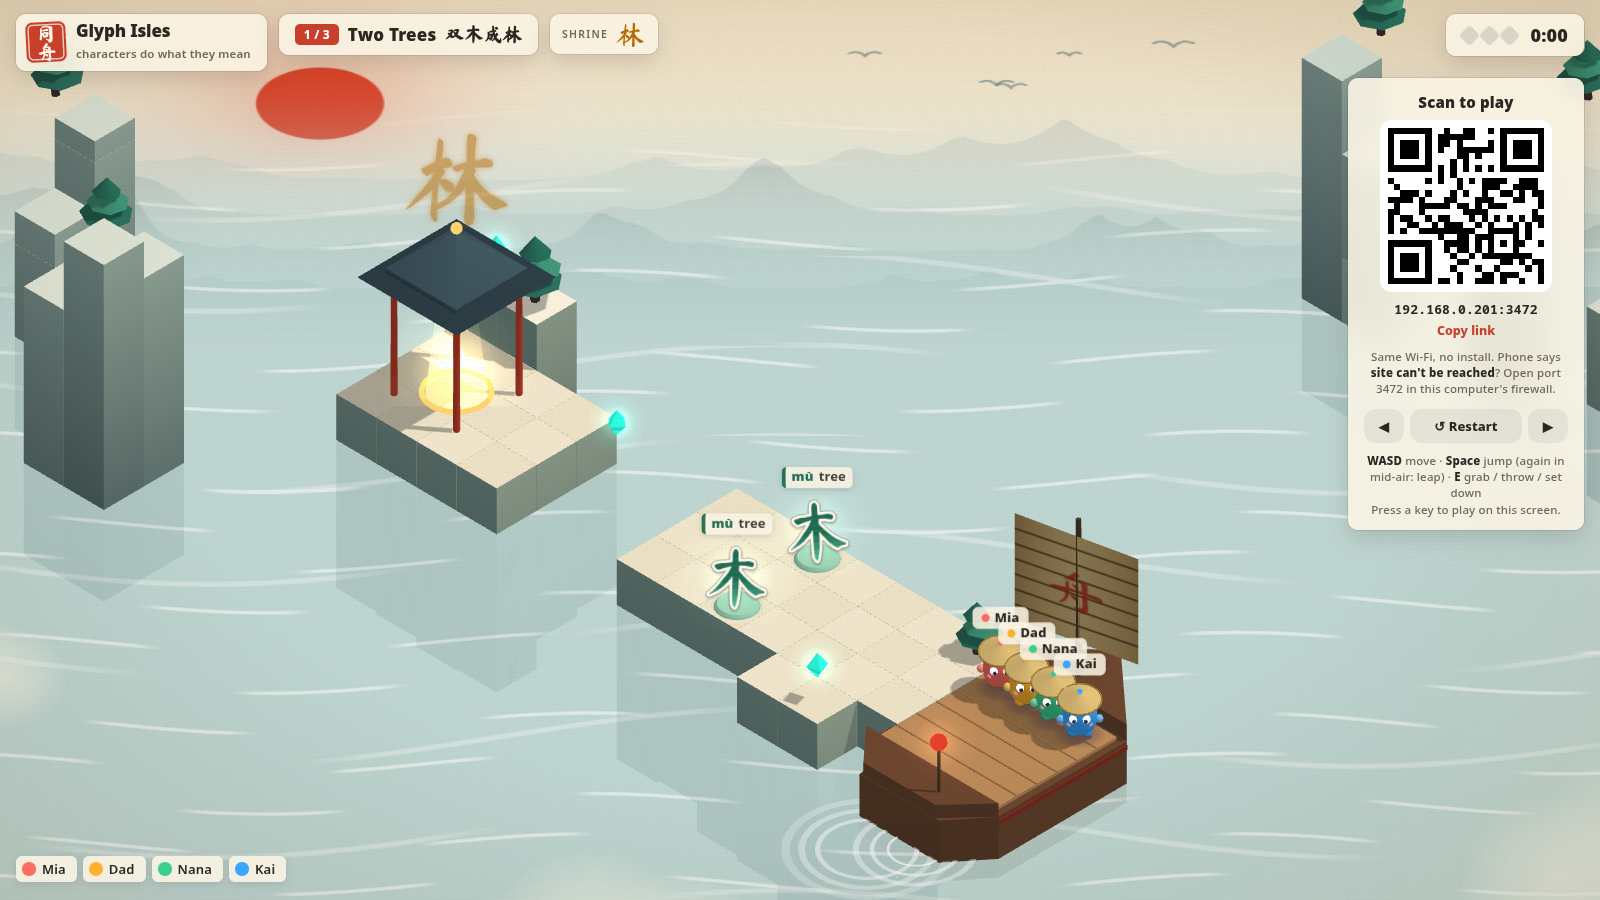 同舟
Glyph Isles
characters do what they mean
1 / 3 Two Trees 双木成林
SHRINE 林
0:00
Scan to play
192.168.0.201:3472
Copy link
Same Wi-Fi, no install. Phone says
site can't be reached? Open port
3472 in this computer's firewall.
◀ ↺ Restart ▶
WASD move · Space jump (again in
mid-air: leap) · E grab / throw / set
down
Press a key to play on this screen.
林
mù tree
木
mù tree
木
舟
Mia
Dad
Nana
Kai
Mia Dad Nana Kai